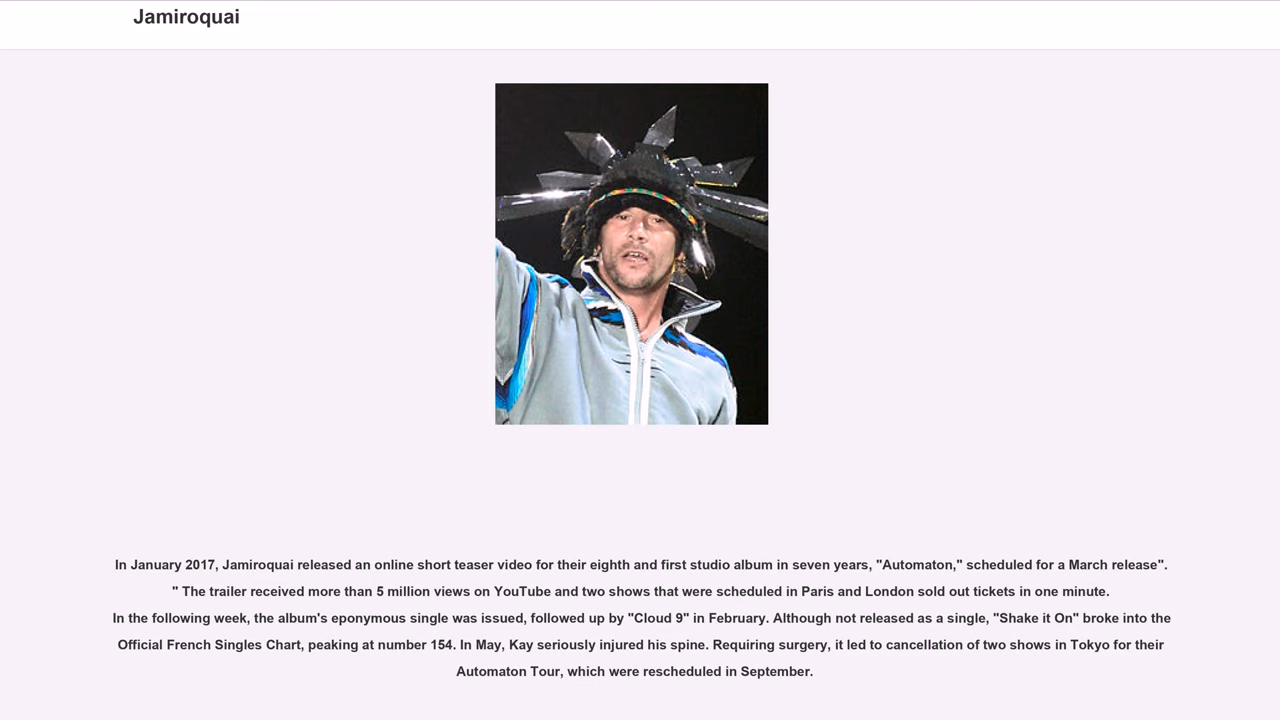 Jamiroquai
In January 2017, Jamiroquai released an online short teaser video for their eighth and first studio album in seven years, "Automaton," scheduled for a March release".
" The trailer received more than 5 million views on YouTube and two shows that were scheduled in Paris and London sold out tickets in one minute.
In the following week, the album's eponymous single was issued, followed up by "Cloud 9" in February. Although not released as a single, "Shake it On" broke into the
Official French Singles Chart, peaking at number 154. In May, Kay seriously injured his spine. Requiring surgery, it led to cancellation of two shows in Tokyo for their
Automaton Tour, which were rescheduled in September.